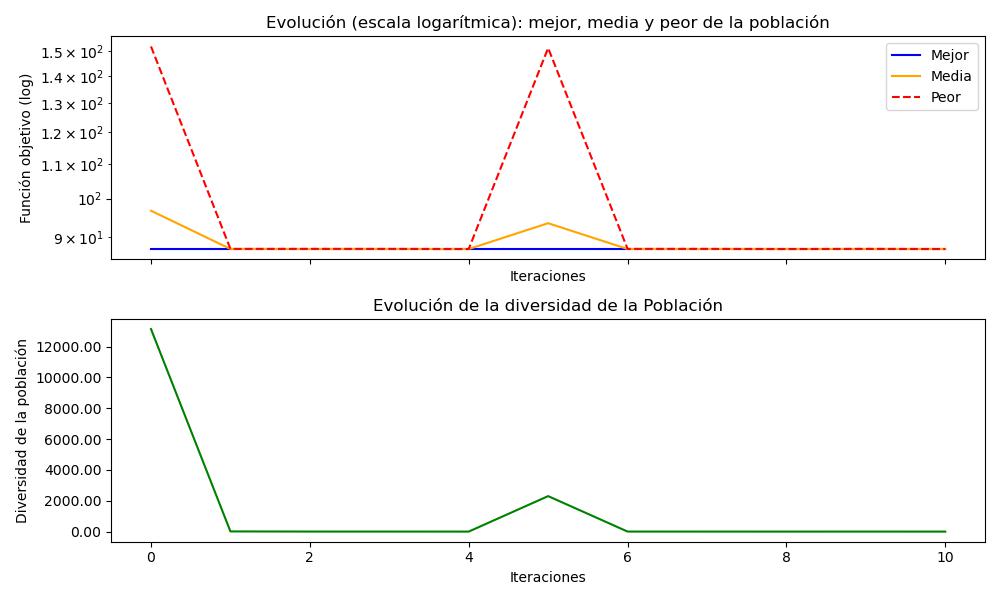 Evolución (escala logarítmica): mejor, media y peor de la población
Función objetivo (log)
1.5 × 10²
1.4 × 10²
1.3 × 10²
1.2 × 10²
1.1 × 10²
10²
9 × 10¹
Mejor
Media
Peor
Iteraciones
Evolución de la diversidad de la Población
Diversidad de la población
12000.00
10000.00
8000.00
6000.00
4000.00
2000.00
0.00
0 2 4 6 8 10
Iteraciones